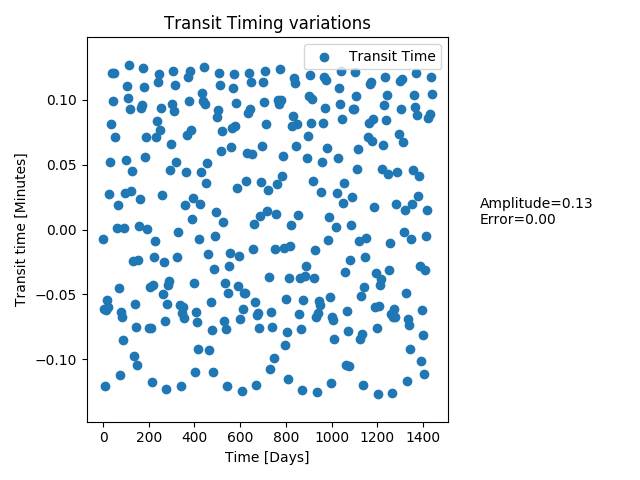 Transit Timing variations
Transit Time
0.10
0.05
0.00
−0.05
−0.10
Transit time [Minutes]
0 200 400 600 800 1000 1200 1400
Time [Days]
Amplitude=0.13
Error=0.00